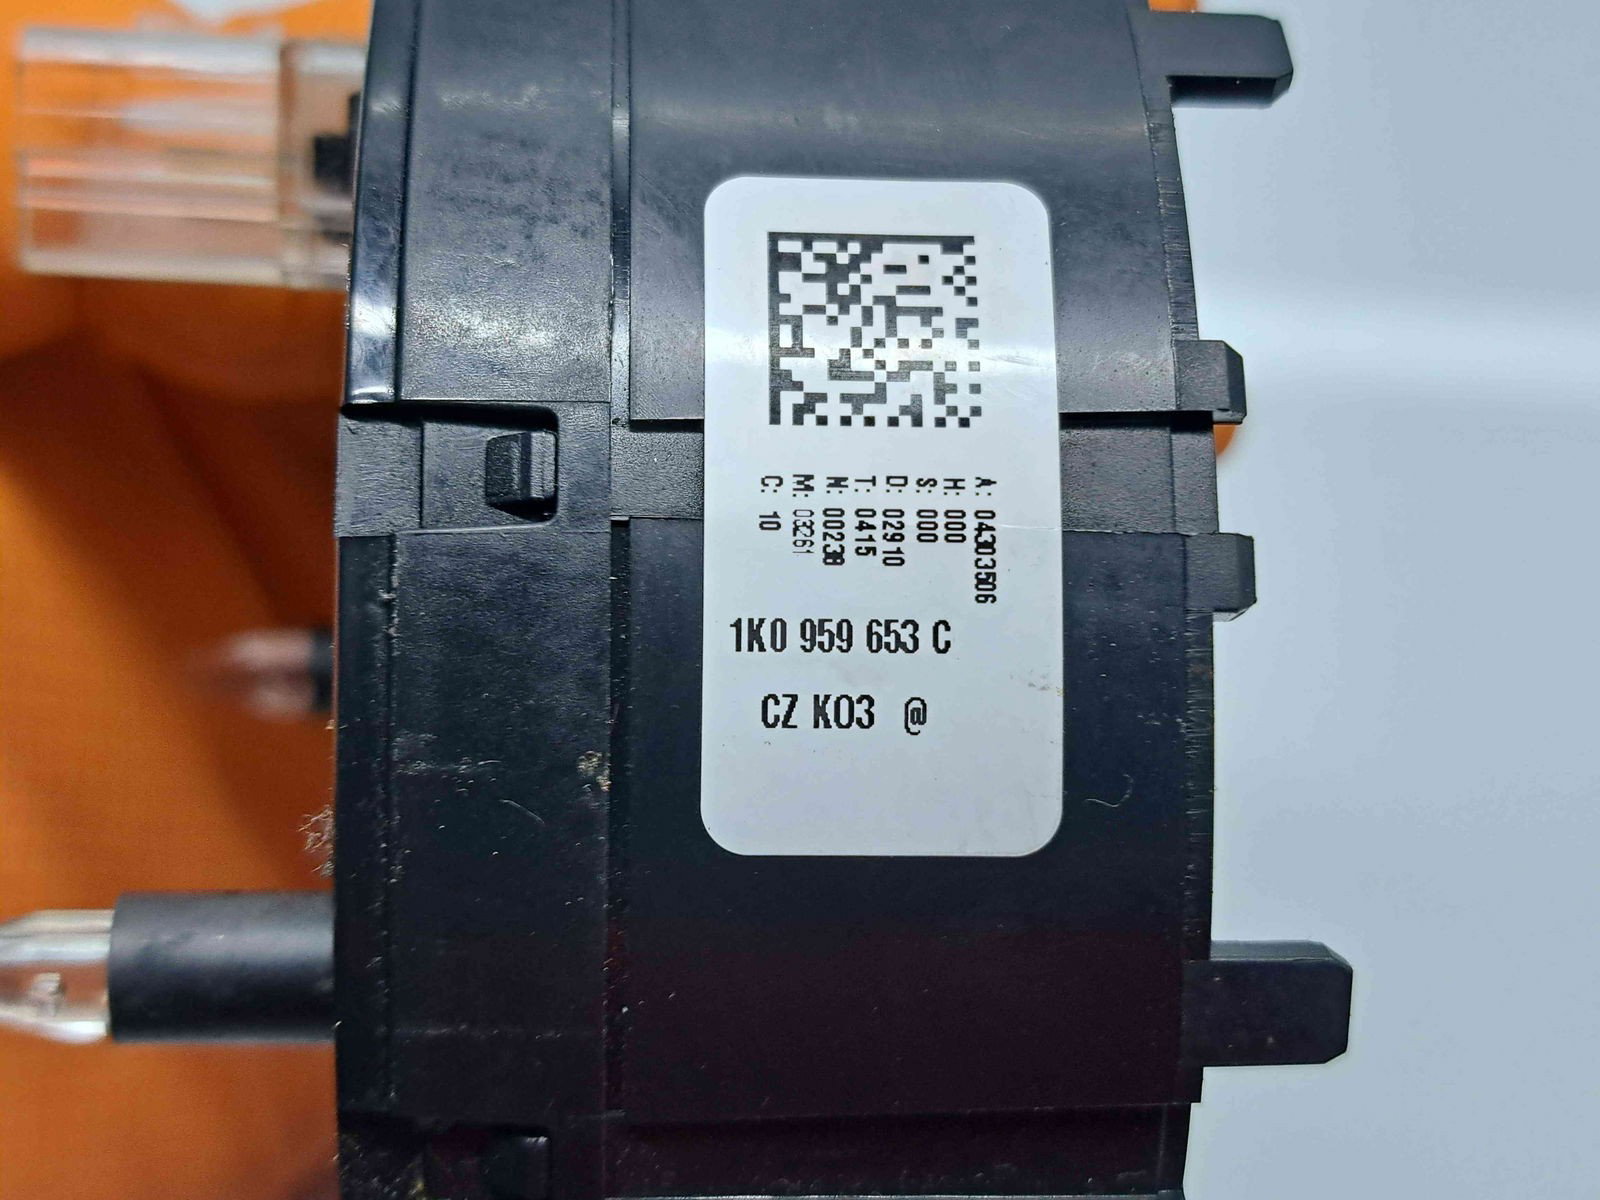 A: 04303506
H: 000
S: 000
D: 02910
T: 0415
N: 00238
M: 03261
C: 10
1K0 959 653 C
CZ K03 @